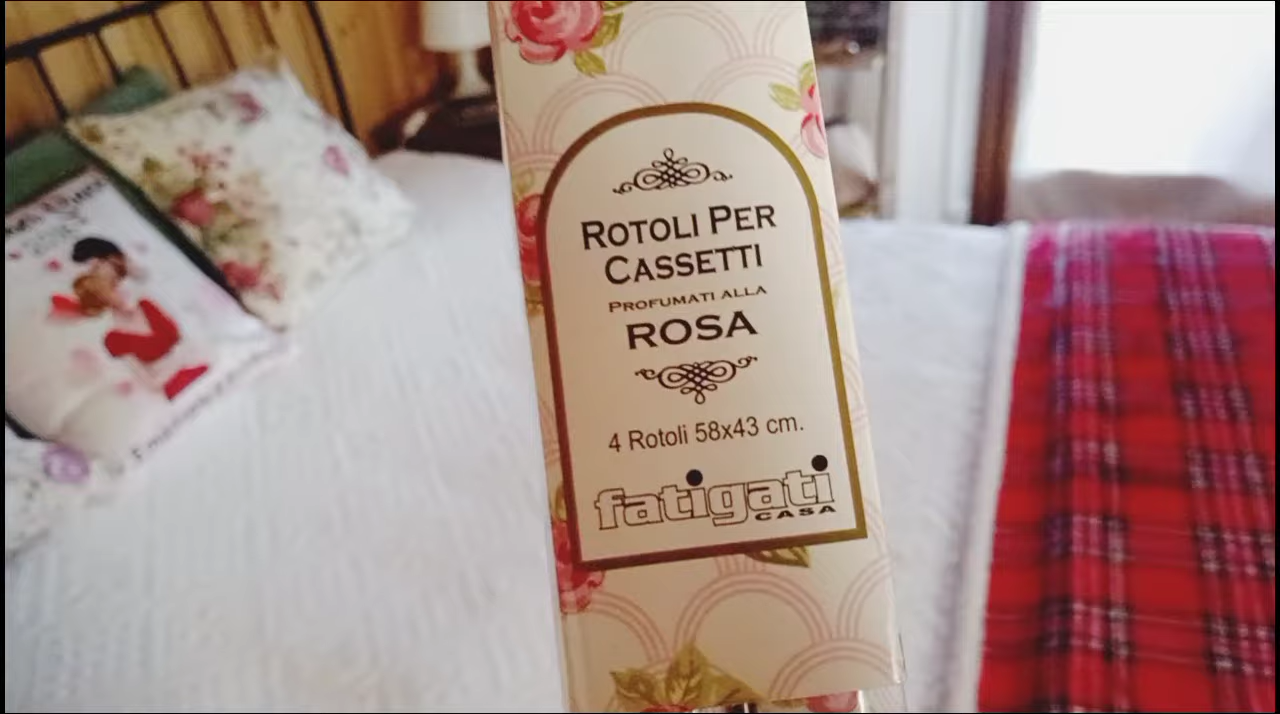 ROTOLI PER
CASSETTI
PROFUMATI ALLA
ROSA
4 Rotoli 58x43 cm.
fatigati
CASA